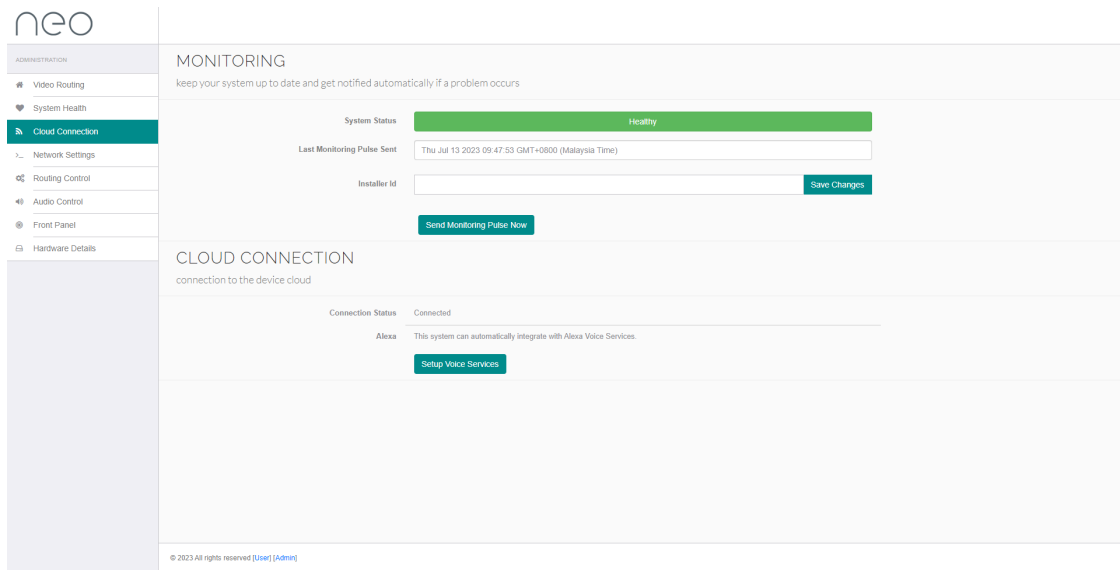 neo
ADMINISTRATION
Video Routing
System Health
Cloud Connection
Network Settings
Routing Control
Audio Control
Front Panel
Hardware Details
MONITORING
keep your system up to date and get notified automatically if a problem occurs
System Status Healthy
Last Monitoring Pulse Sent Thu Jul 13 2023 09:47:53 GMT+0800 (Malaysia Time)
Installer Id Save Changes
Send Monitoring Pulse Now
CLOUD CONNECTION
connection to the device cloud
Connection Status Connected
Alexa This system can automatically integrate with Alexa Voice Services.
Setup Voice Services
© 2023 All rights reserved [User] [Admin]